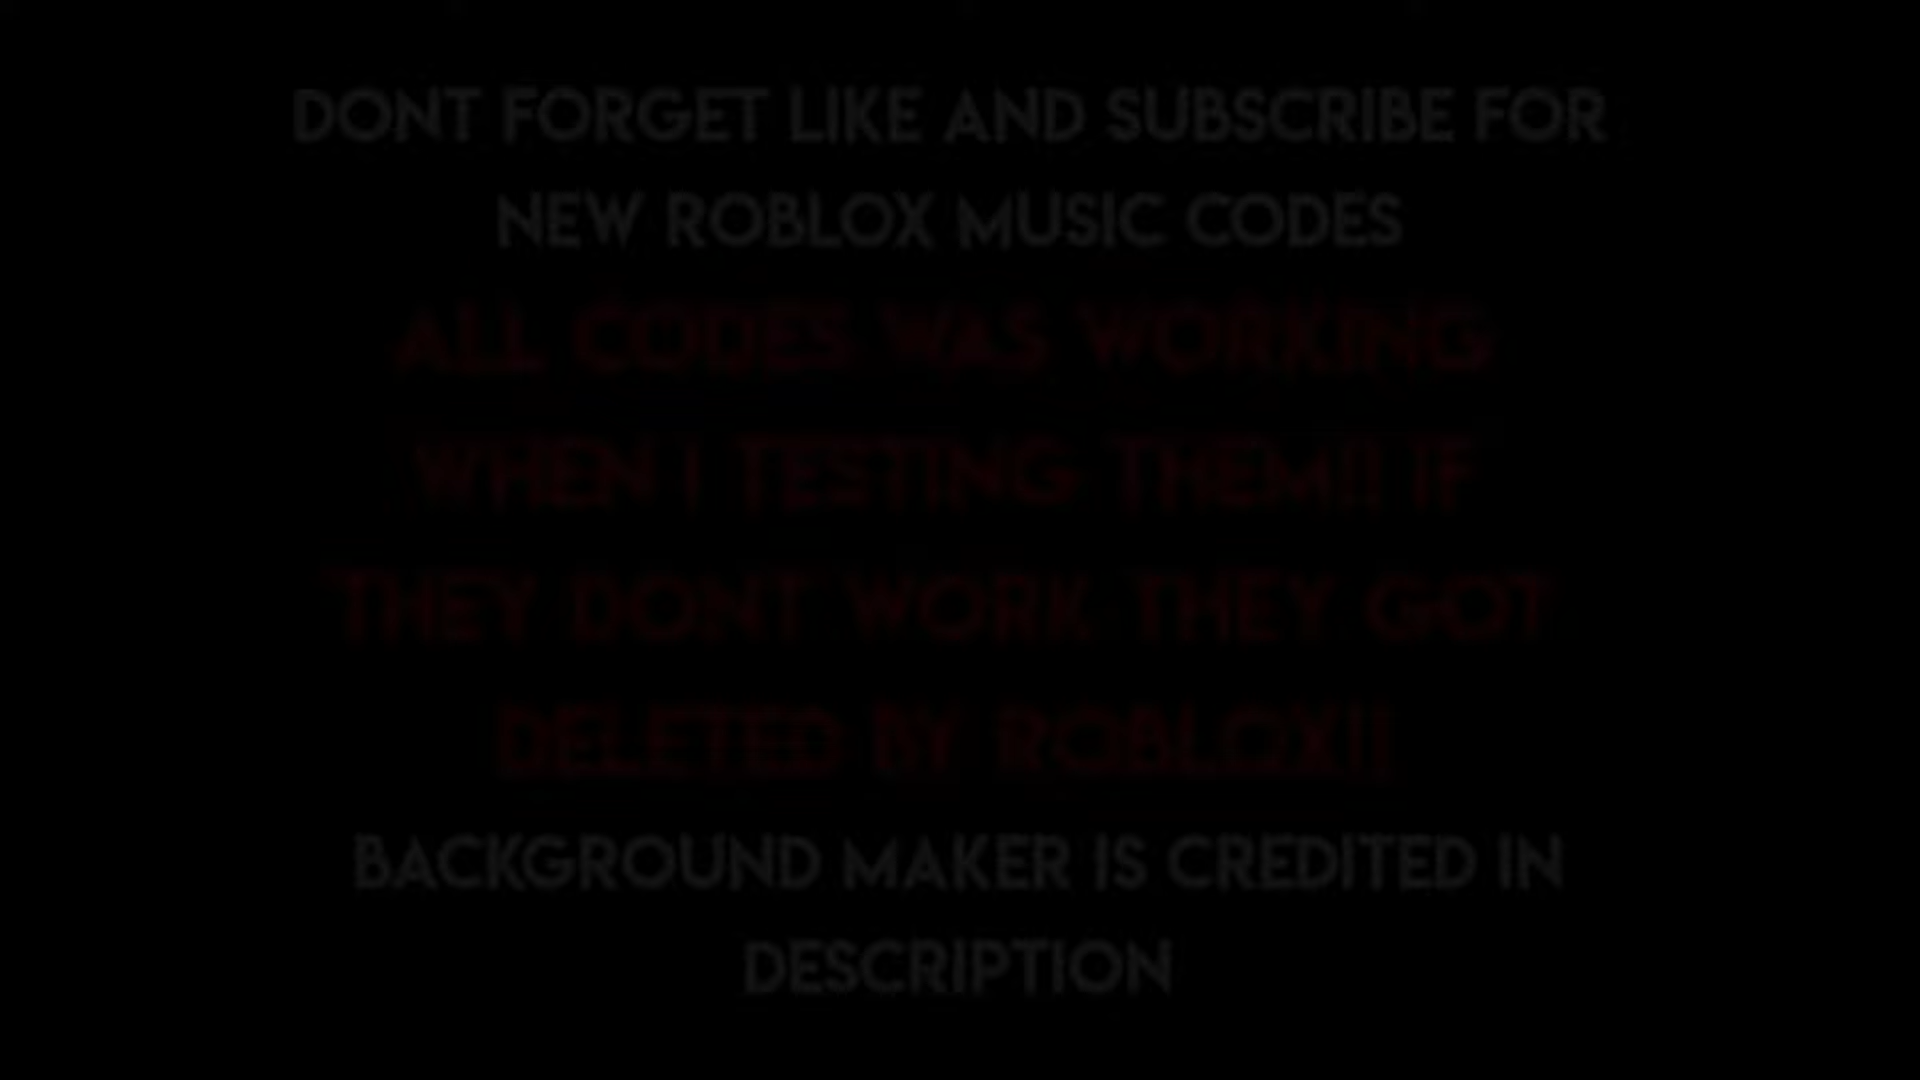 DONT FORGET LIKE AND SUBSCRIBE FOR
NEW ROBLOX MUSIC CODES
ALL CODES WAS WORKING
WHEN I TESTING THEM!! IF
THEY DONT WORK THEY GOT
DELETED BY ROBLOX!!
BACKGROUND MAKER IS CREDITED IN
DESCRIPTION